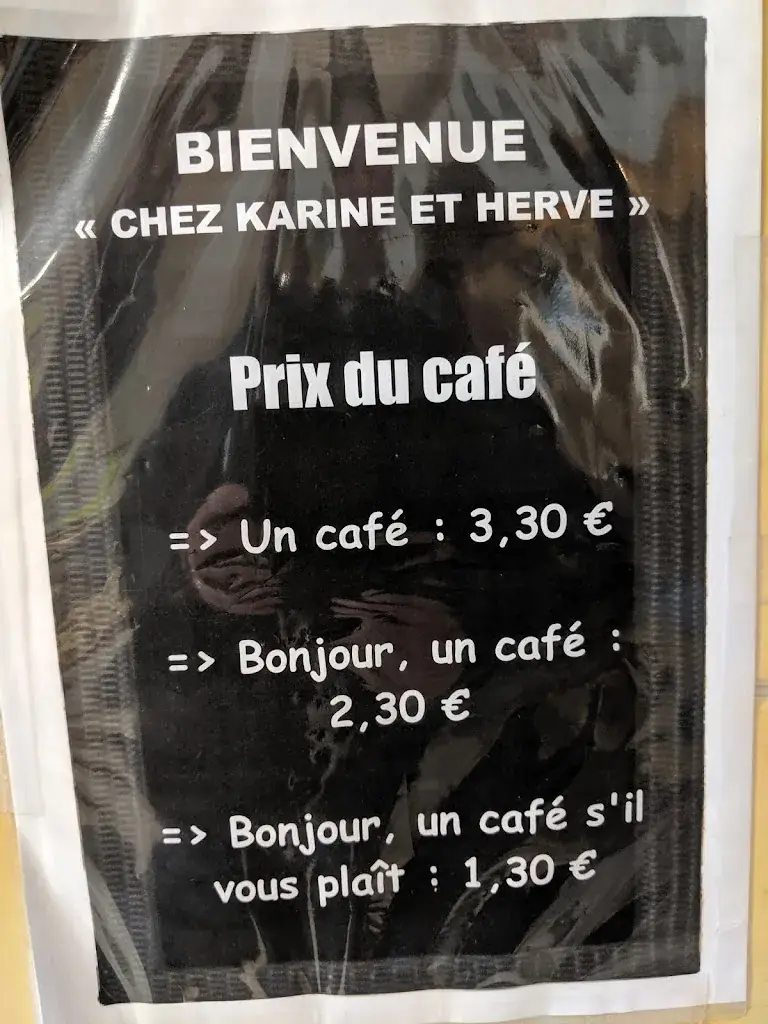 BIENVENUE
« CHEZ KARINE ET HERVE »
Prix du café
=> Un café : 3,30 €
=> Bonjour, un café :
2,30 €
=> Bonjour, un café s'il
vous plaît : 1,30 €